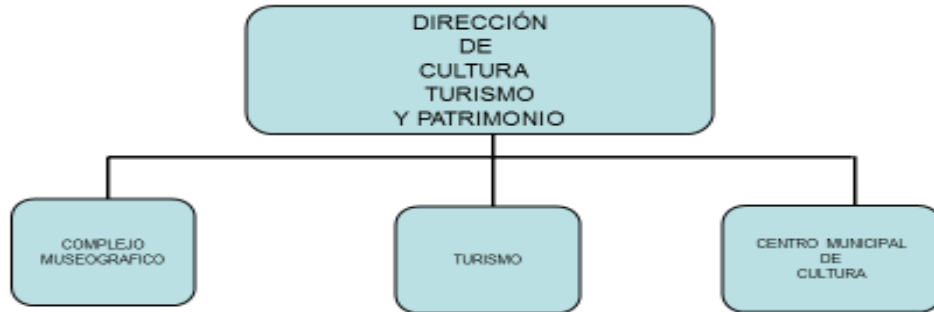 DIRECCIÓN
DE
CULTURA
TURISMO
Y PATRIMONIO
COMPLEJO
MUSEOGRAFICO
TURISMO
CENTRO MUNICIPAL
DE
CULTURA